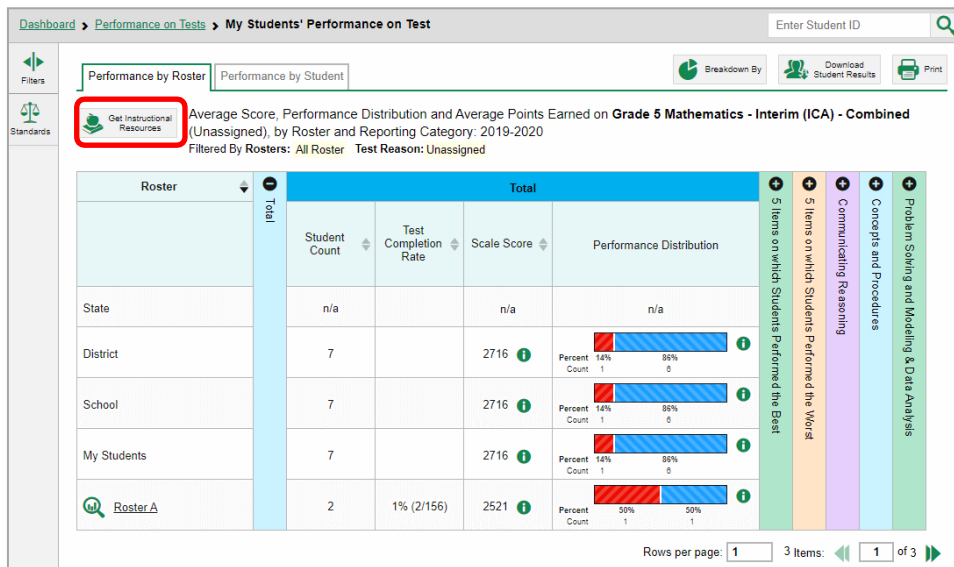 Dashboard > Performance on Tests > My Students' Performance on Test
Enter Student ID
Filters
Standards
Performance by Roster
Performance by Student
Breakdown By
Download
Student Results
Print
Get Instructional
Resources
Average Score, Performance Distribution and Average Points Earned on Grade 5 Mathematics - Interim (ICA) - Combined
(Unassigned), by Roster and Reporting Category: 2019-2020
Filtered By Rosters: All Roster Test Reason: Unassigned
Roster
Total
Total
Student
Count
Test
Completion
Rate
Scale Score
Performance Distribution
5 Items on which Students Performed the Best
5 Items on which Students Performed the Worst
Communicating Reasoning
Concepts and Procedures
Problem Solving and Modeling & Data Analysis
State n/a n/a n/a
District 7 2716
Percent 14% 86%
Count 1 6
School 7 2716
Percent 14% 86%
Count 1 6
My Students 7 2716
Percent 14% 86%
Count 1 6
Roster A 2 1% (2/156) 2521
Percent 50% 50%
Count 1 1
Rows per page: 1 3 Items: 1 of 3